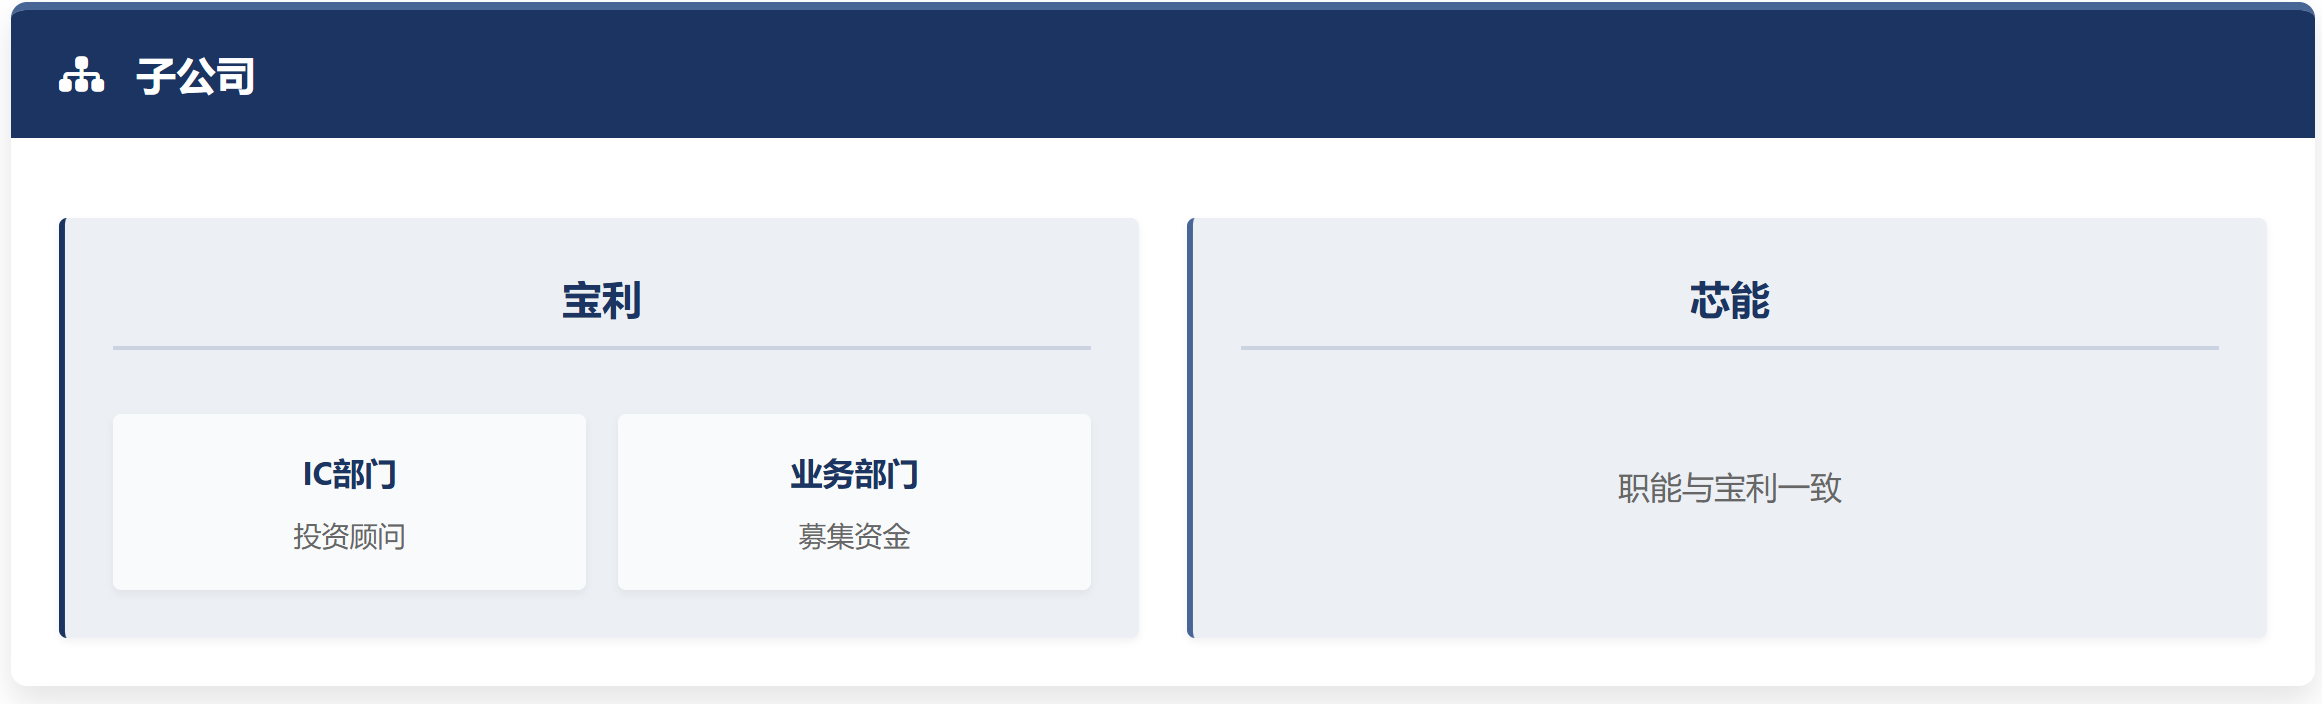 子公司
宝利
IC部门
投资顾问
业务部门
募集资金
芯能
职能与宝利一致